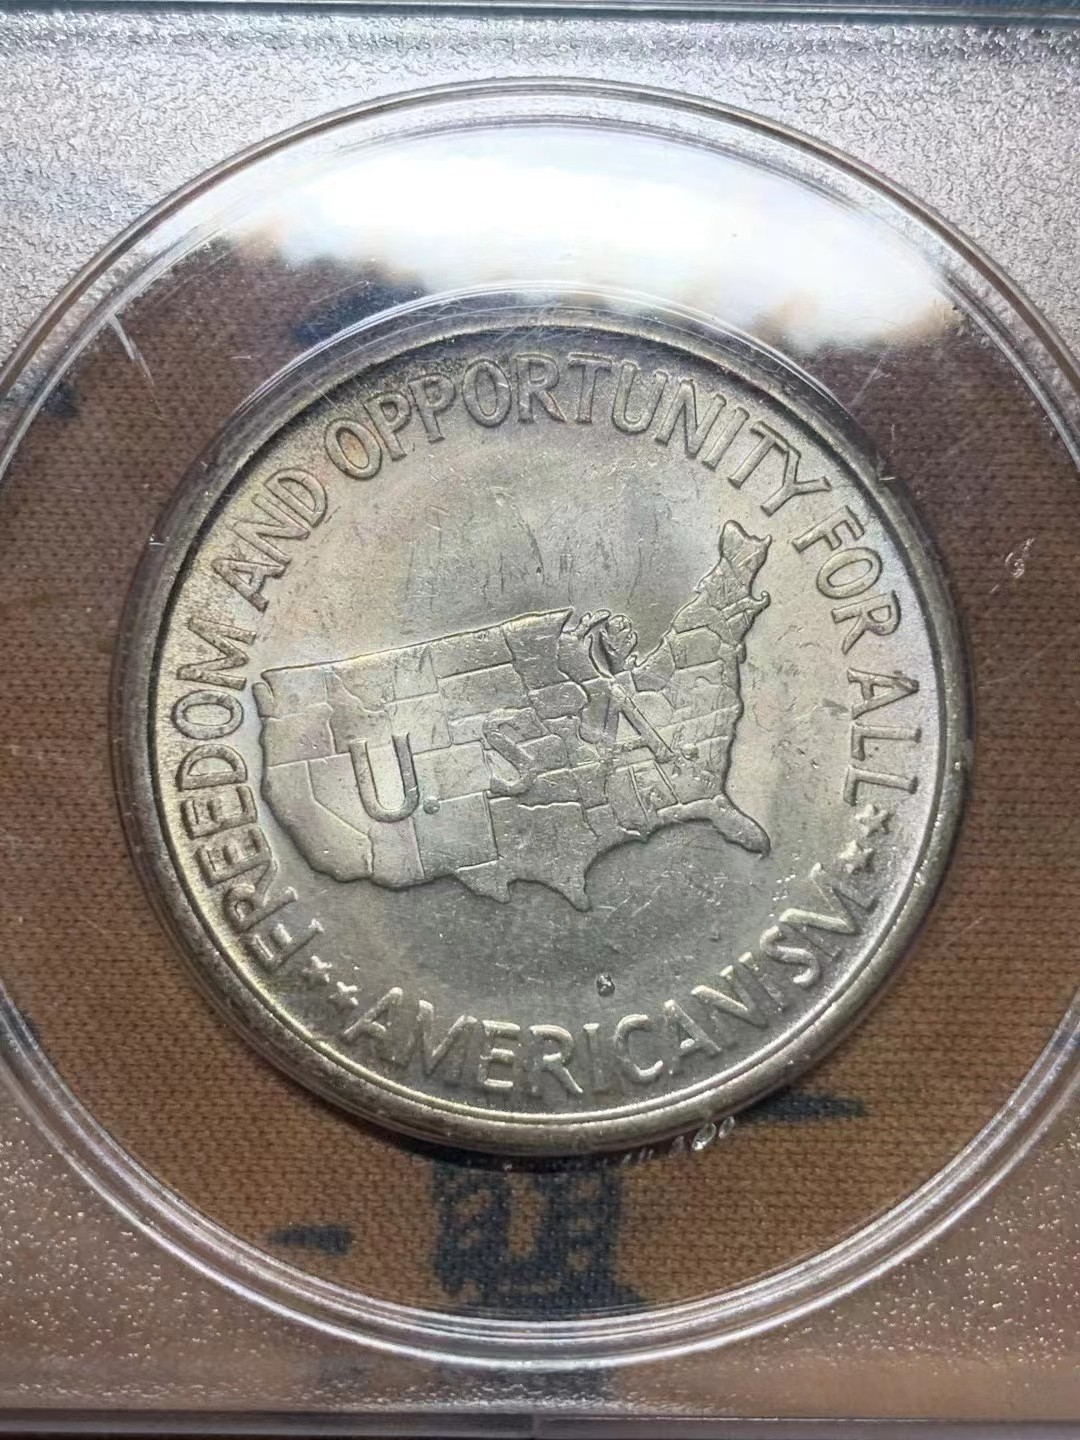 FREEDOM AND OPPORTUNITY FOR ALL
U.S.A.
AMERICANISM
S